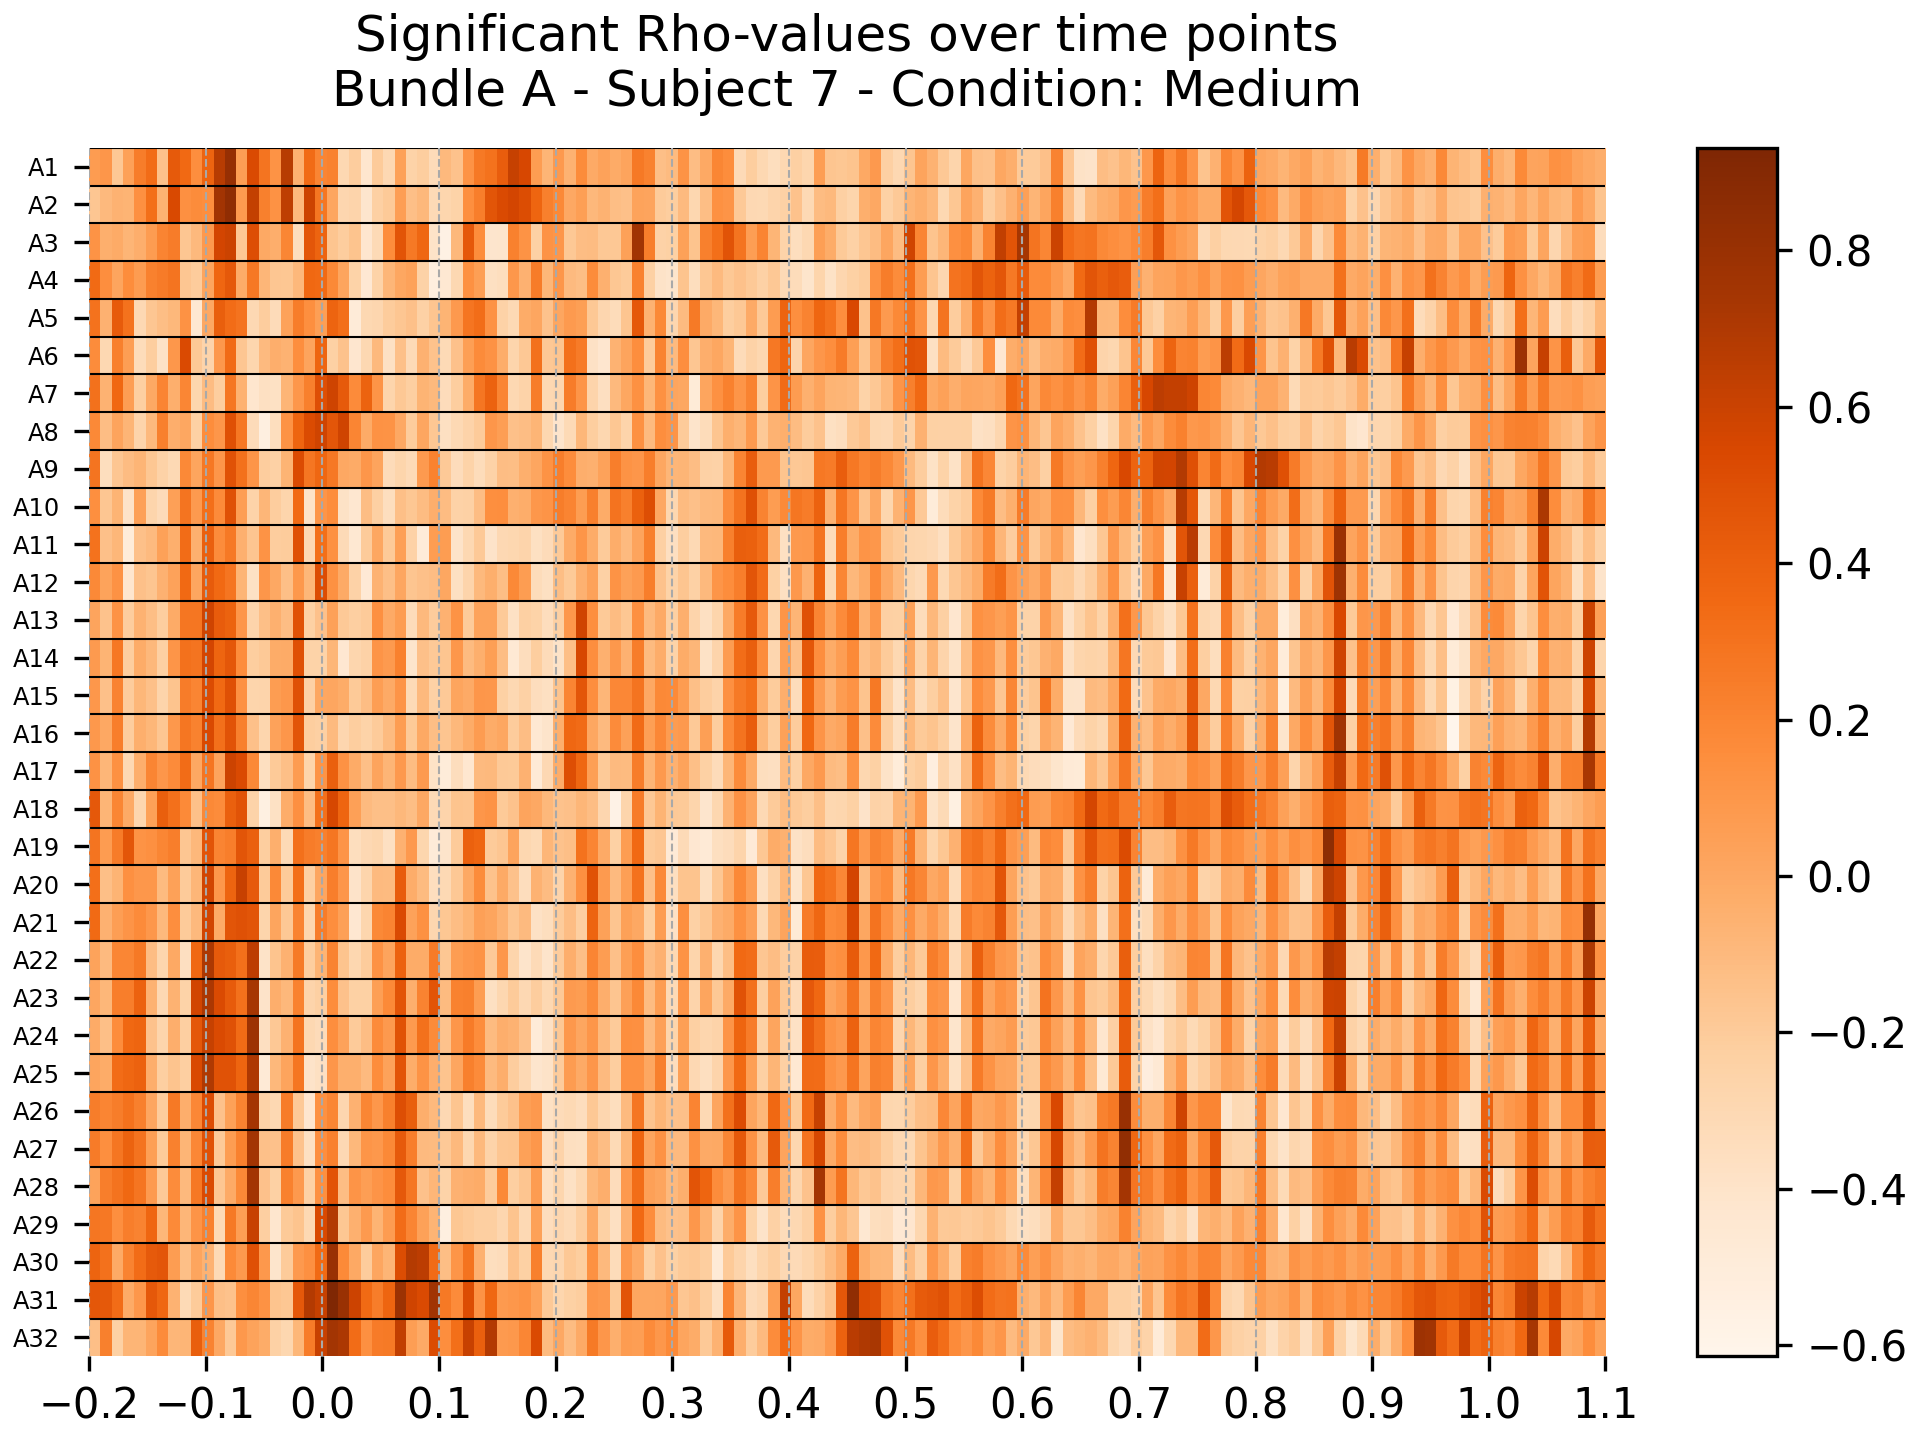 Significant Rho-values over time points
Bundle A - Subject 7 - Condition: Medium
A1
A2
A3
A4
A5
A6
A7
A8
A9
A10
A11
A12
A13
A14
A15
A16
A17
A18
A19
A20
A21
A22
A23
A24
A25
A26
A27
A28
A29
A30
A31
A32
−0.2 −0.1 0.0 0.1 0.2 0.3 0.4 0.5 0.6 0.7 0.8 0.9 1.0 1.1
0.8
0.6
0.4
0.2
0.0
−0.2
−0.4
−0.6